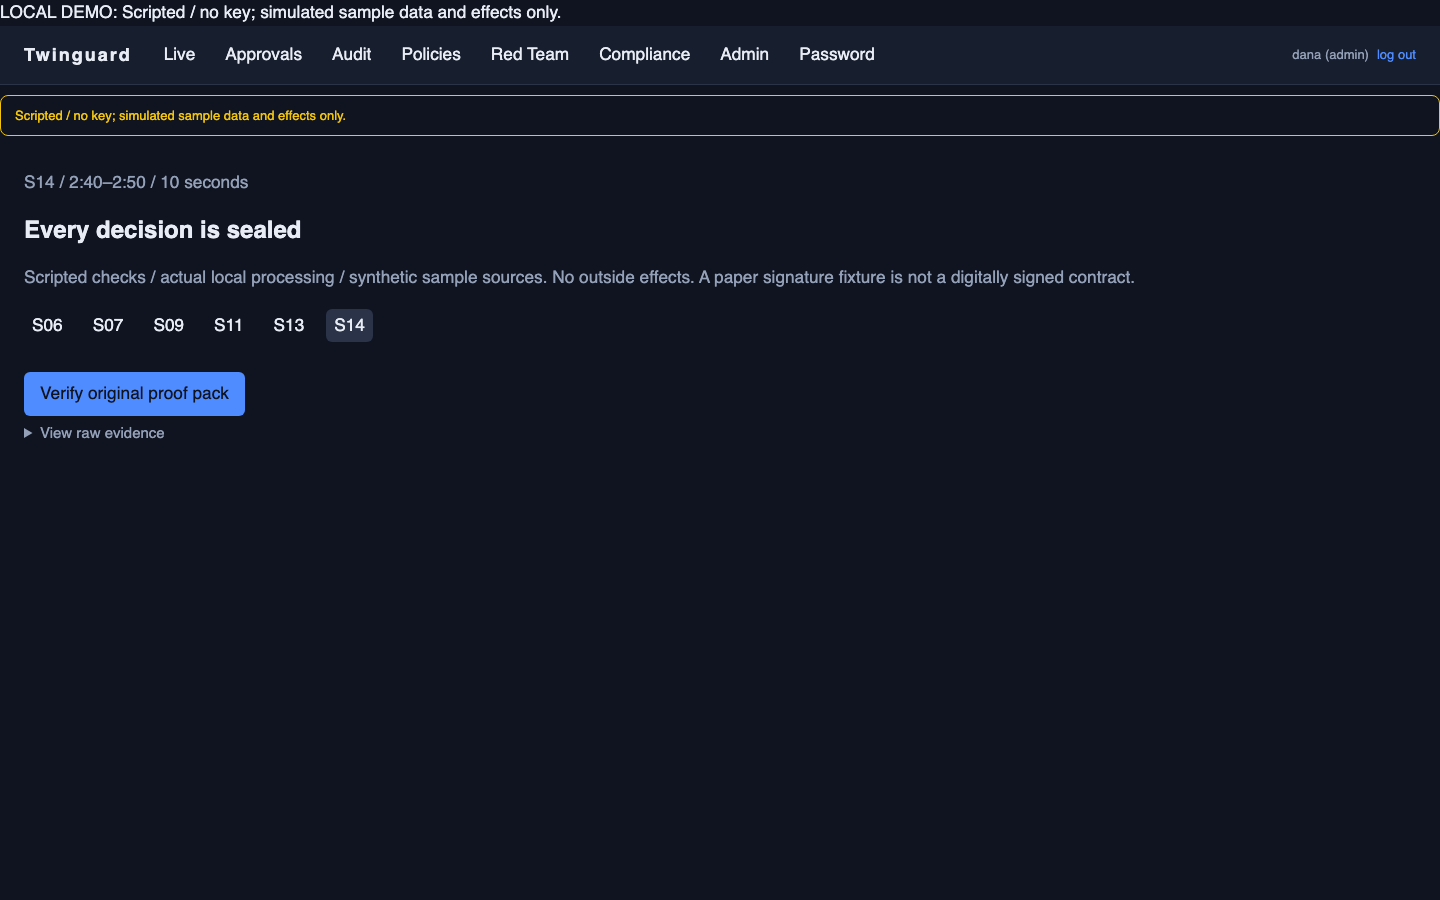 LOCAL DEMO: Scripted / no key; simulated sample data and effects only.
Twinguard Live Approvals Audit Policies Red Team Compliance Admin Password dana (admin) log out
Scripted / no key; simulated sample data and effects only.
S14 / 2:40–2:50 / 10 seconds
Every decision is sealed
Scripted checks / actual local processing / synthetic sample sources. No outside effects. A paper signature fixture is not a digitally signed contract.
S06 S07 S09 S11 S13 S14
Verify original proof pack
View raw evidence